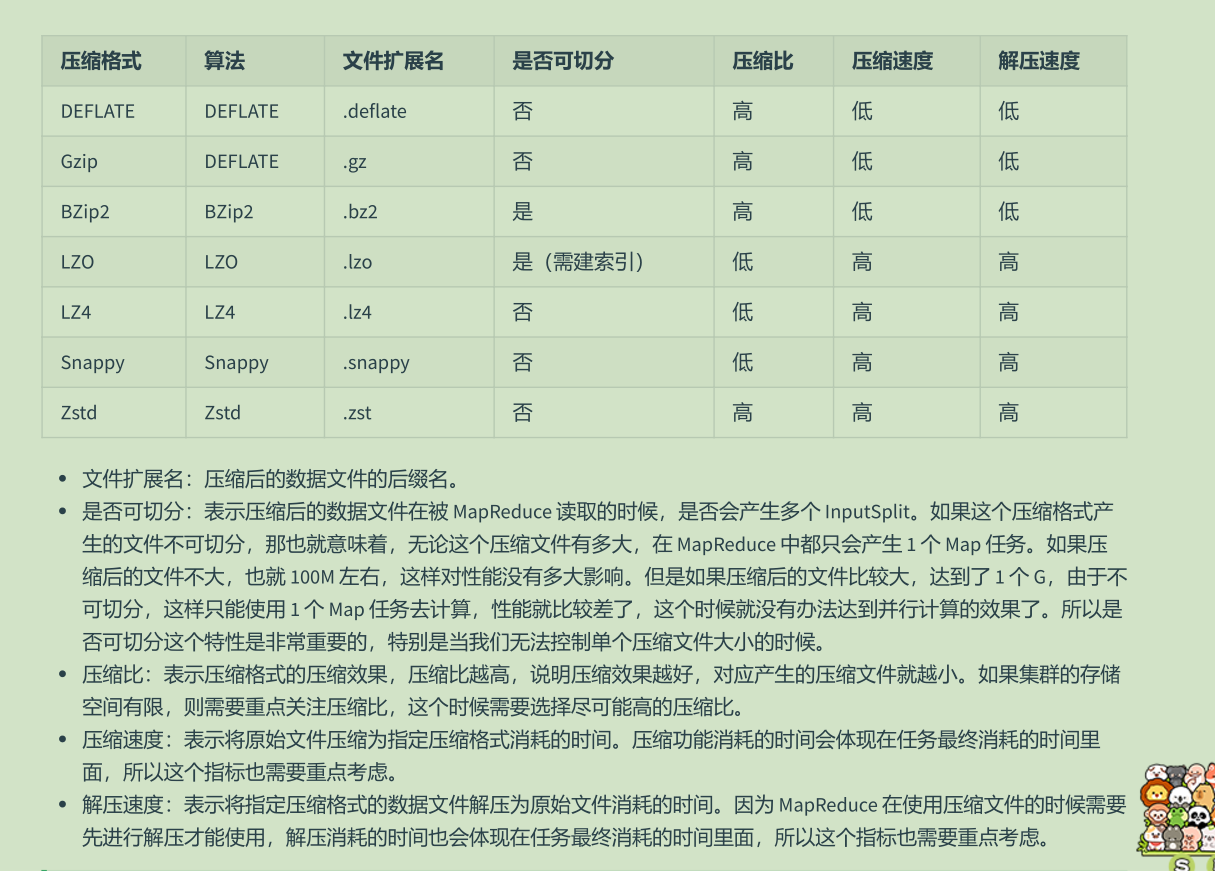 压缩格式 算法 文件扩展名 是否可切分 压缩比 压缩速度 解压速度
DEFLATE DEFLATE .deflate 否 高 低 低
Gzip DEFLATE .gz 否 高 低 低
BZip2 BZip2 .bz2 是 高 低 低
LZO LZO .lzo 是（需建索引） 低 高 高
LZ4 LZ4 .lz4 否 低 高 高
Snappy Snappy .snappy 否 低 高 高
Zstd Zstd .zst 否 高 高 高
• 文件扩展名：压缩后的数据文件的后缀名。
• 是否可切分：表示压缩后的数据文件在被 MapReduce 读取的时候，是否会产生多个 InputSplit。如果这个压缩格式产
生的文件不可切分，那也就意味着，无论这个压缩文件有多大，在 MapReduce 中都只会产生 1 个 Map 任务。如果压
缩后的文件不大，也就 100M 左右，这样对性能没有多大影响。但是如果压缩后的文件比较大，达到了 1 个 G，由于不
可切分，这样只能使用 1 个 Map 任务去计算，性能就比较差了，这个时候就没有办法达到并行计算的效果了。所以是
否可切分这个特性是非常重要的，特别是当我们无法控制单个压缩文件大小的时候。
• 压缩比：表示压缩格式的压缩效果，压缩比越高，说明压缩效果越好，对应产生的压缩文件就越小。如果集群的存储
空间有限，则需要重点关注压缩比，这个时候需要选择尽可能高的压缩比。
• 压缩速度：表示将原始文件压缩为指定压缩格式消耗的时间。压缩功能消耗的时间会体现在任务最终消耗的时间里
面，所以这个指标也需要重点考虑。
• 解压速度：表示将指定压缩格式的数据文件解压为原始文件消耗的时间。因为 MapReduce 在使用压缩文件的时候需要
先进行解压才能使用，解压消耗的时间也会体现在任务最终消耗的时间里面，所以这个指标也需要重点考虑。
S